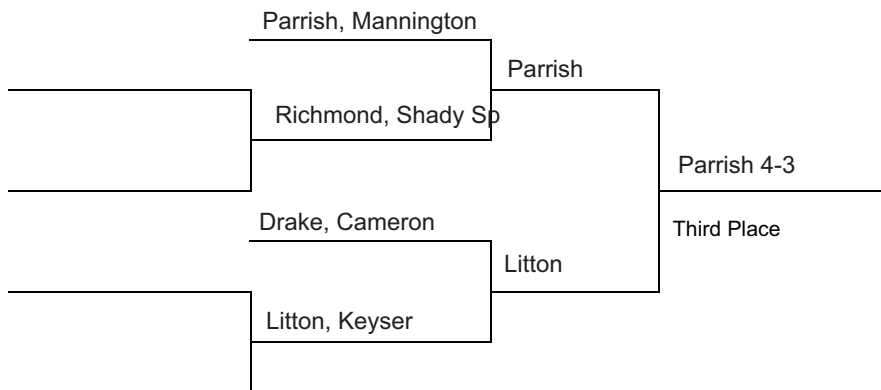 Parrish, Mannington
Parrish
Richmond, Shady Sp
Parrish 4-3
Drake, Cameron
Third Place
Litton
Litton, Keyser